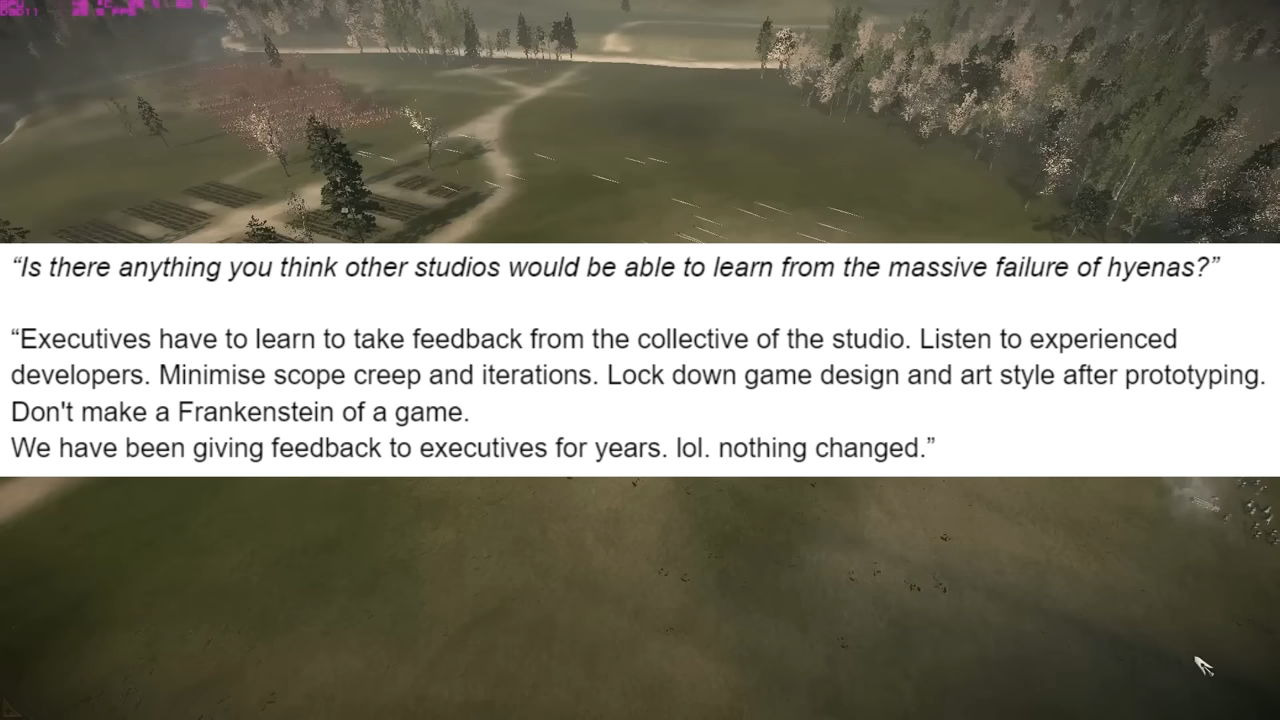 “Is there anything you think other studios would be able to learn from the massive failure of hyenas?”
“Executives have to learn to take feedback from the collective of the studio. Listen to experienced
developers. Minimise scope creep and iterations. Lock down game design and art style after prototyping.
Don't make a Frankenstein of a game.
We have been giving feedback to executives for years. lol. nothing changed.”